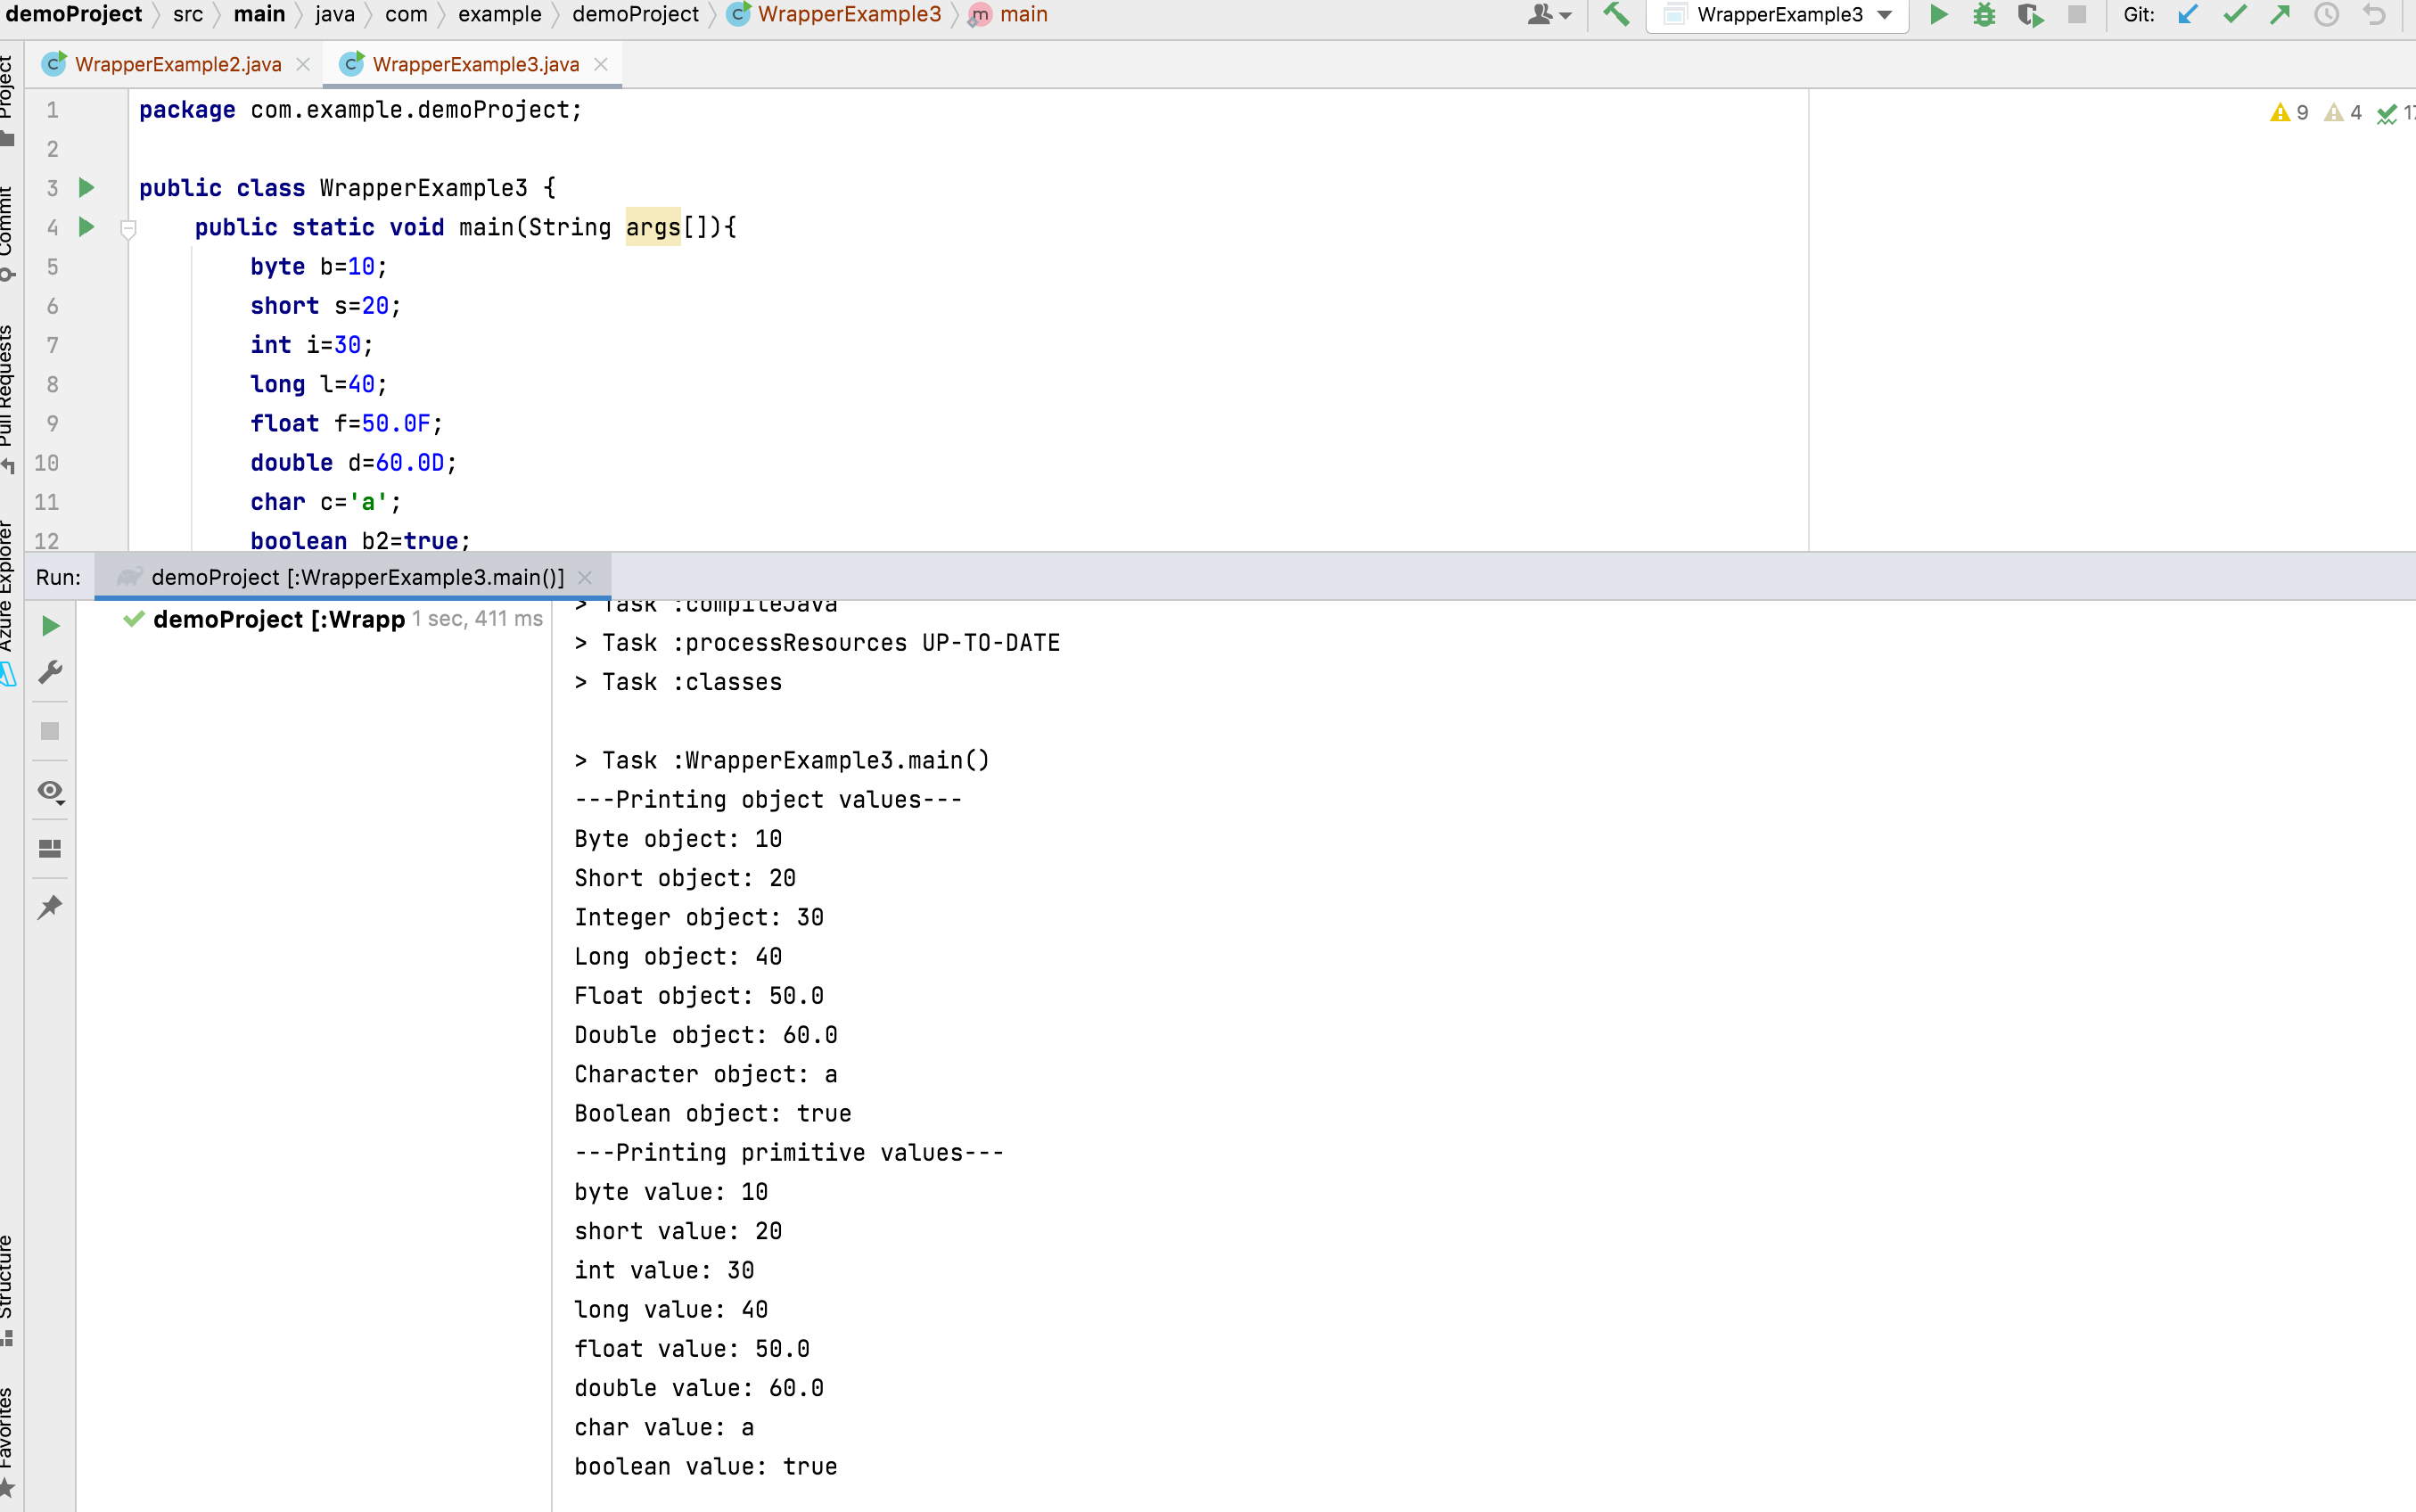 demoProject src main java com example demoProject WrapperExample3 main WrapperExample3 Git:
WrapperExample2.java WrapperExample3.java
Project
Commit
Pull Requests
Azure Explorer
Structure
Favorites
9 4 17
1 package com.example.demoProject;
2
3 public class WrapperExample3 {
4 public static void main(String args[]){
5 byte b=10;
6 short s=20;
7 int i=30;
8 long l=40;
9 float f=50.0F;
10 double d=60.0D;
11 char c='a';
12 boolean b2=true;
Run: demoProject [:WrapperExample3.main()]
demoProject [:Wrapp 1 sec, 411 ms
> Task :compileJava
> Task :processResources UP-TO-DATE
> Task :classes
> Task :WrapperExample3.main()
---Printing object values---
Byte object: 10
Short object: 20
Integer object: 30
Long object: 40
Float object: 50.0
Double object: 60.0
Character object: a
Boolean object: true
---Printing primitive values---
byte value: 10
short value: 20
int value: 30
long value: 40
float value: 50.0
double value: 60.0
char value: a
boolean value: true